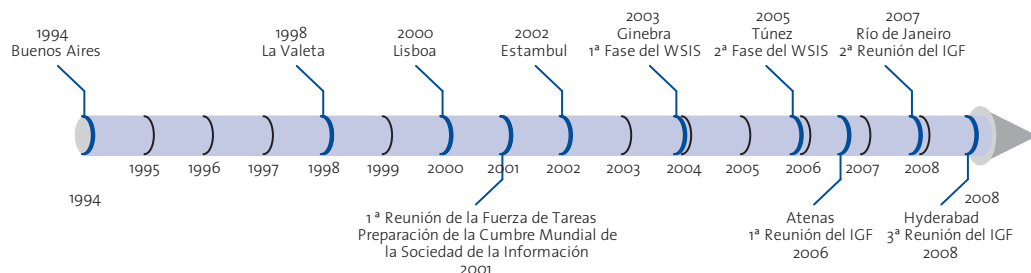 1994
Buenos Aires
1998
La Valeta
2000
Lisboa
2002
Estambul
2003
Ginebra
1ª Fase del WSIS
2005
Túnez
2ª Fase del WSIS
2007
Río de Janeiro
2ª Reunión del IGF
1995
1996
1997
1998
1999
2000
2001
2002
2003
2004
2005
2006
2007
2008
1994
2008
1ª Reunión de la Fuerza de Tareas
Preparación de la Cumbre Mundial de
la Sociedad de la Información
2001
Atenas
1ª Reunión del IGF
2006
Hyderabad
3ª Reunión del IGF
2008